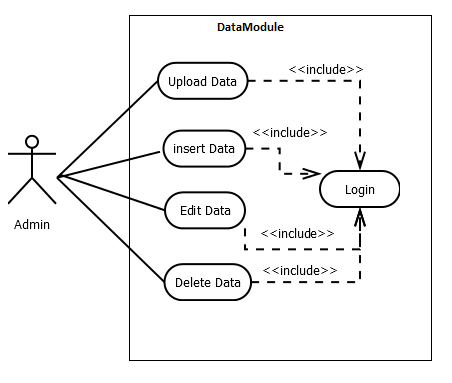 DataModule
Upload Data
<<include>>
insert Data
<<include>>
Login
Edit Data
Admin
<<include>>
<<include>>
Delete Data